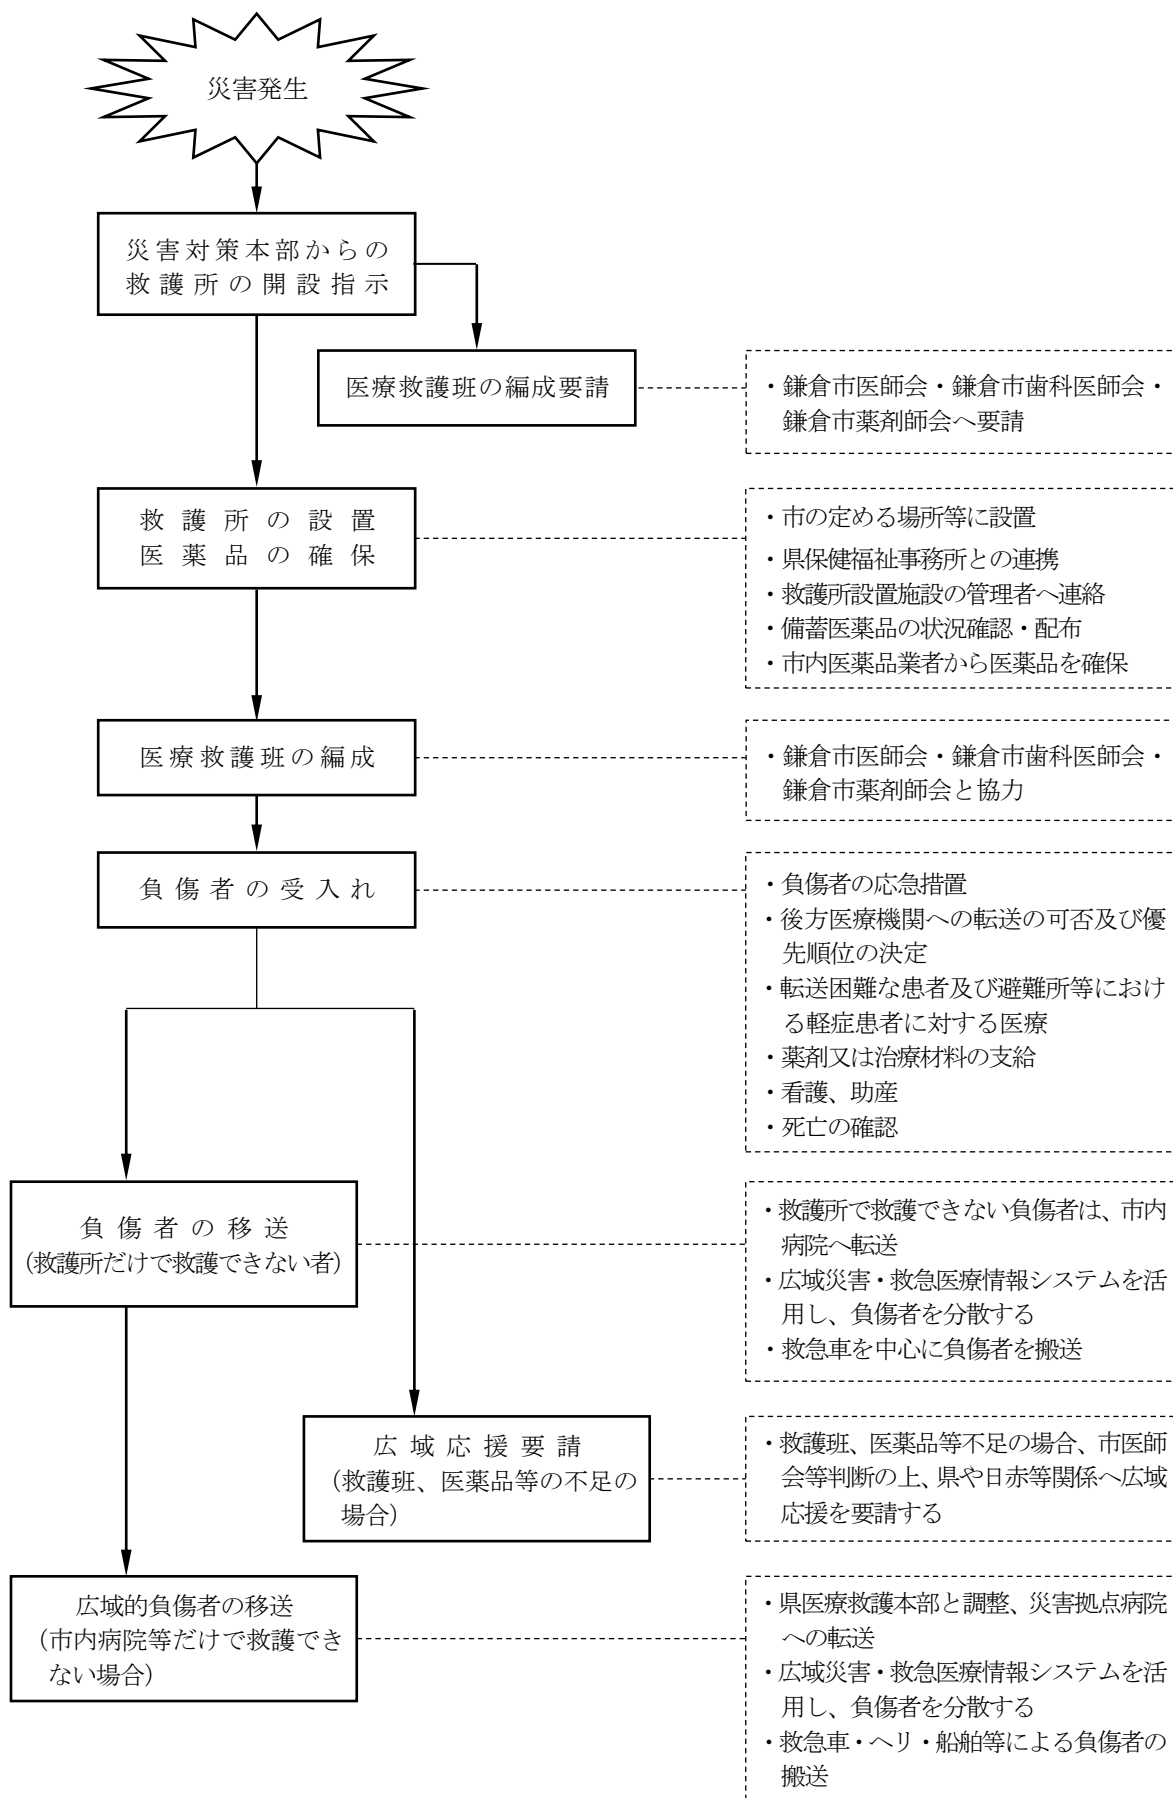 災害発生
災害対策本部からの
救護所の開設指示
医療救護班の編成要請
・鎌倉市医師会・鎌倉市歯科医師会・
鎌倉市薬剤師会へ要請
救護所の設置
医薬品の確保
・市の定める場所等に設置
・県保健福祉事務所との連携
・救護所設置施設の管理者へ連絡
・備蓄医薬品の状況確認・配布
・市内医薬品業者から医薬品を確保
医療救護班の編成
・鎌倉市医師会・鎌倉市歯科医師会・
鎌倉市薬剤師会と協力
負傷者の受入れ
・負傷者の応急措置
・後方医療機関への転送の可否及び優
先順位の決定
・転送困難な患者及び避難所等におけ
る軽症患者に対する医療
・薬剤又は治療材料の支給
・看護、助産
・死亡の確認
負傷者の移送
（救護所だけで救護できない者）
・救護所で救護できない負傷者は、市内
病院へ転送
・広域災害・救急医療情報システムを活
用し、負傷者を分散する
・救急車を中心に負傷者を搬送
広域応援要請
（救護班、医薬品等の不足の
場合）
・救護班、医薬品等不足の場合、市医師
会等判断の上、県や日赤等関係へ広域
応援を要請する
広域的負傷者の移送
（市内病院等だけで救護でき
ない場合）
・県医療救護本部と調整、災害拠点病院
への転送
・広域災害・救急医療情報システムを活
用し、負傷者を分散する
・救急車・ヘリ・船舶等による負傷者の
搬送